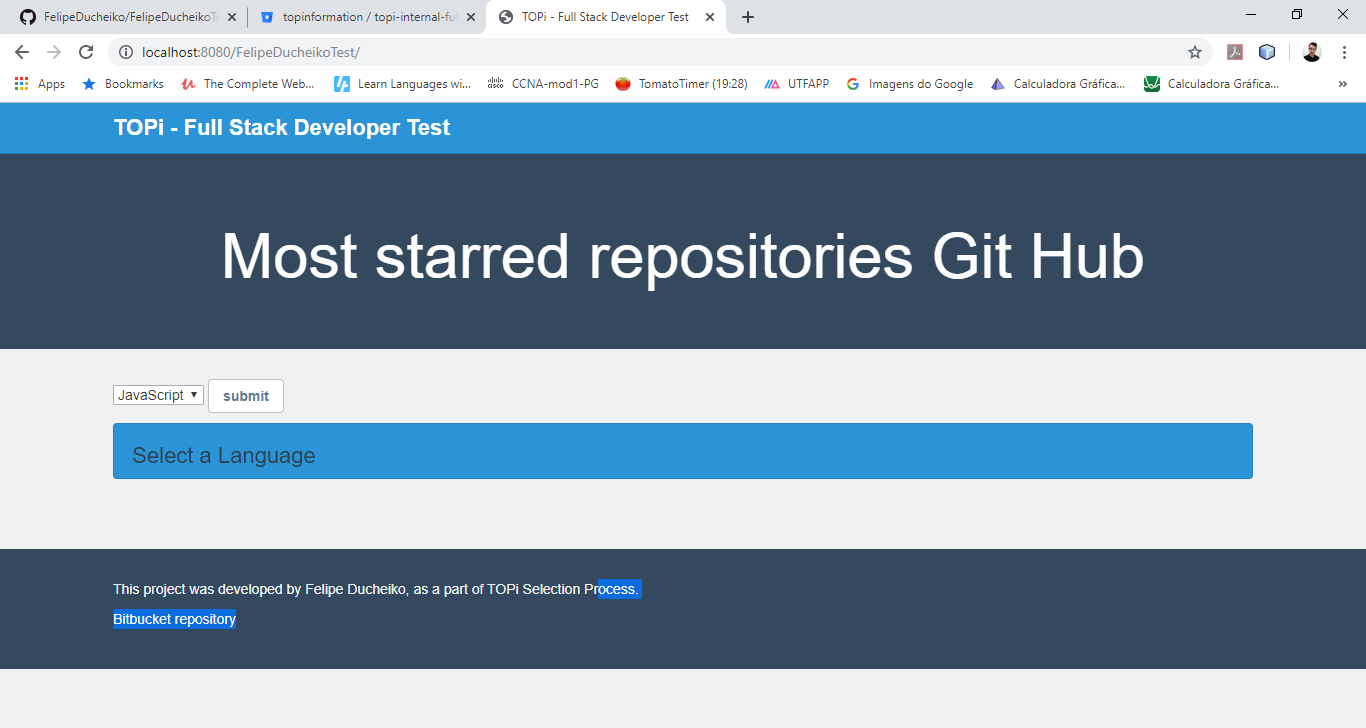 FelipeDucheiko/FelipeDucheikoT
topinformation / topi-internal-ful
TOPi - Full Stack Developer Test
localhost:8080/FelipeDucheikoTest/
Apps
Bookmarks
The Complete Web...
Learn Languages wi...
CCNA-mod1-PG
TomatoTimer (19:28)
UTFAPP
Imagens do Google
Calculadora Gráfica...
Calculadora Gráfica...
TOPi - Full Stack Developer Test
Most starred repositories Git Hub
JavaScript
submit
Select a Language
This project was developed by Felipe Ducheiko, as a part of TOPi Selection Process.
Bitbucket repository